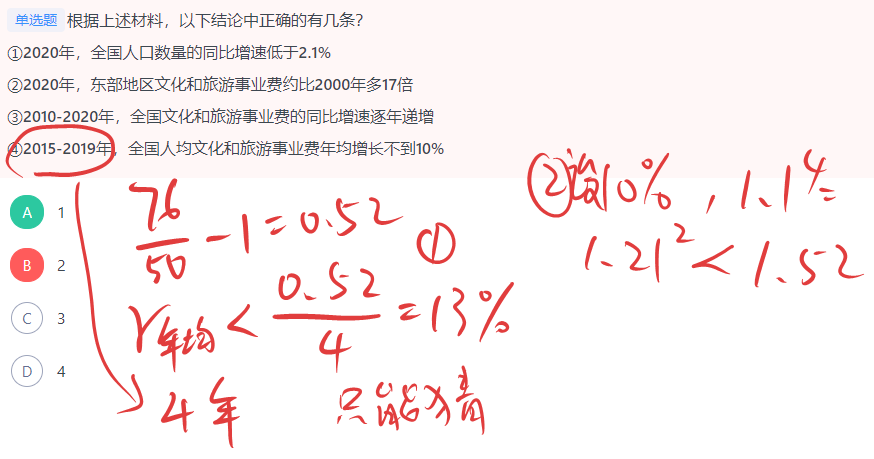 单选题 根据上述材料，以下结论中正确的有几条？
①2020年，全国人口数量的同比增速低于2.1%
②2020年，东部地区文化和旅游事业费约比2000年多17倍
③2010-2020年，全国文化和旅游事业费的同比增速逐年递增
④2015-2019年，全国人均文化和旅游事业费年均增长不到10%
A 1
B 2
C 3
D 4
76/50 - 1 = 0.52 ①
r年均 < 0.52/4 = 13%
4年 只能猜
②设10%，1.1⁴=
1.21² < 1.52